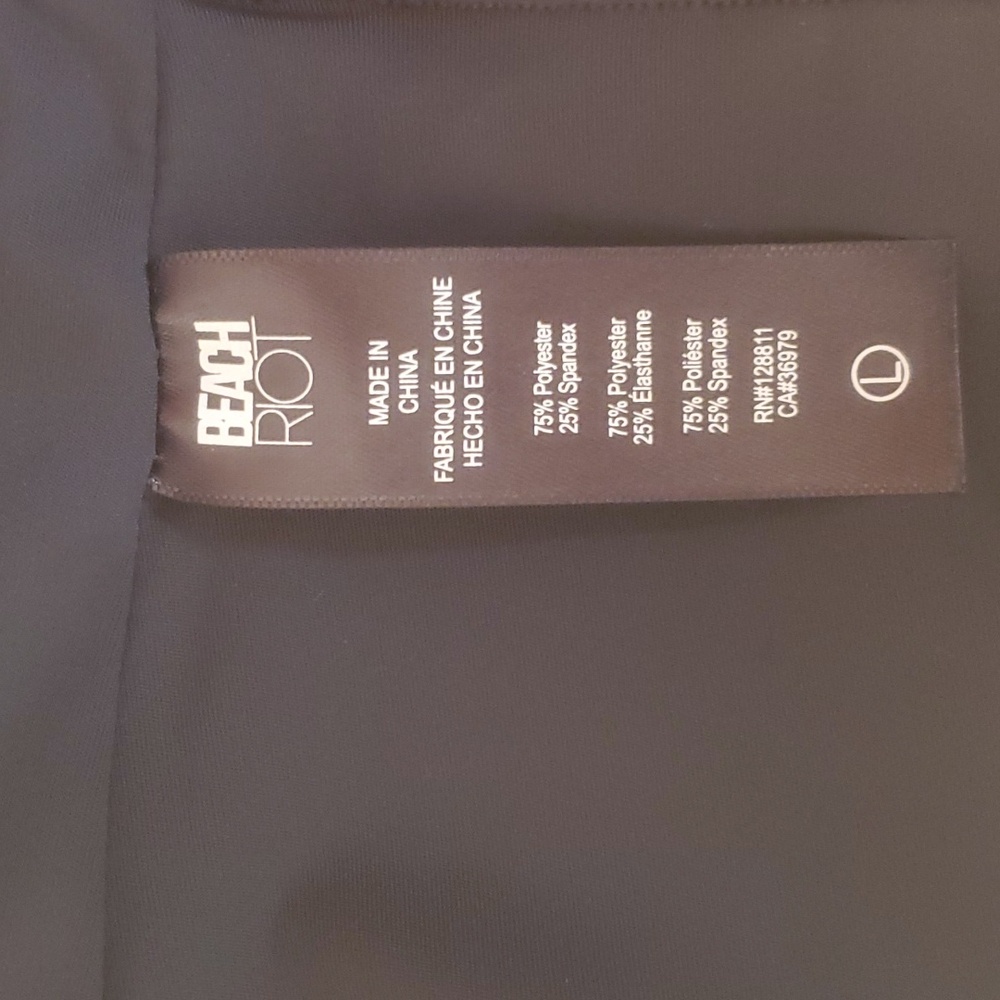 BEACH
RIOT
MADE IN
CHINA
FABRIQUÉ EN CHINE
HECHO EN CHINA
75% Polyester
25% Spandex
75% Polyester
25% Élasthanne
75% Poliéster
25% Spandex
RN#128811
CA#36979
L